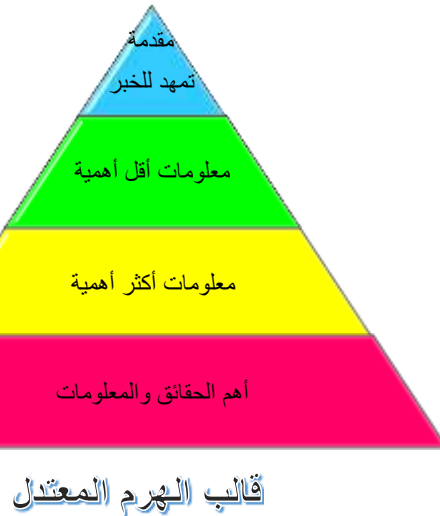 مقدمة
تمهد للخبر
معلومات أقل أهمية
معلومات أكثر أهمية
أهم الحقائق والمعلومات
قالب الهرم المعتدل